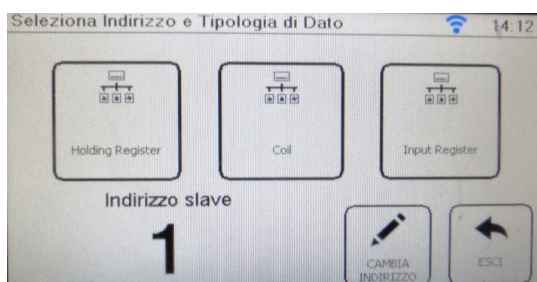 Seleziona Indirizzo e Tipologia di Dato
14:12
Holding Register
Coil
Input Register
Indirizzo slave
1
CAMBIA
INDIRIZZO
ESCI